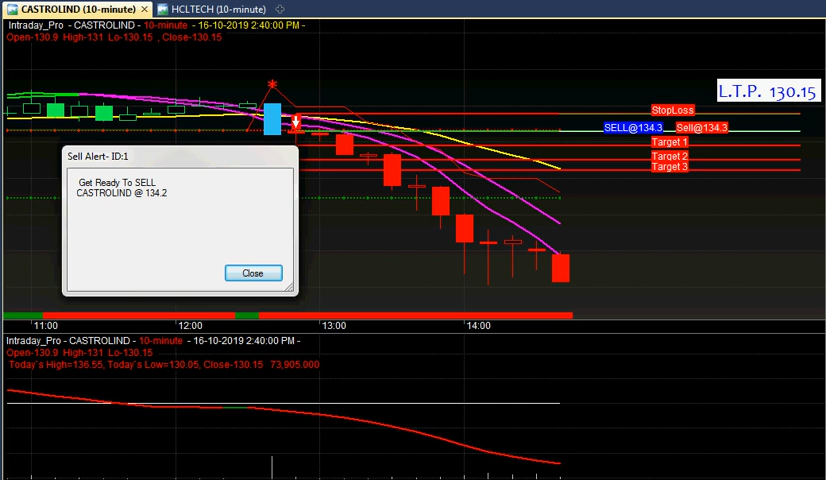 CASTROLIND (10-minute) HCLTECH (10-minute)
Intraday_Pro - CASTROLIND - 10-minute - 16-10-2019 2:40:00 PM -
Open-130.9 High-131 Lo-130.15 , Close-130.15
L.T.P. 130.15
StopLoss
SELL@134.3 Sell@134.3
Target 1
Target 2
Target 3
Sell Alert- ID:1
Get Ready To SELL
CASTROLIND @ 134.2
Close
11:00 12:00 13:00 14:00
Intraday_Pro - CASTROLIND - 10-minute - 16-10-2019 2:40:00 PM -
Open-130.9 High-131 Lo-130.15
Today`s High=136.55, Today`s Low=130.05, Close-130.15 73,905.000